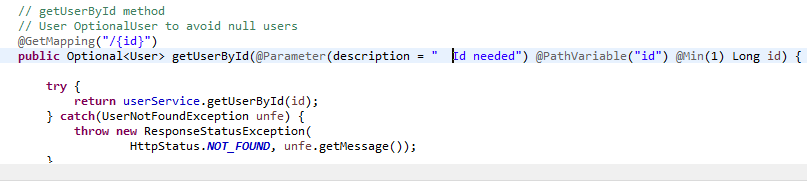 // getUserById method
// User OptionalUser to avoid null users
@GetMapping("/{id}")
public Optional<User> getUserById(@Parameter(description = "  Id needed") @PathVariable("id") @Min(1) Long id) {
try {
return userService.getUserById(id);
} catch(UserNotFoundException unfe) {
throw new ResponseStatusException(
HttpStatus.NOT_FOUND, unfe.getMessage());
}